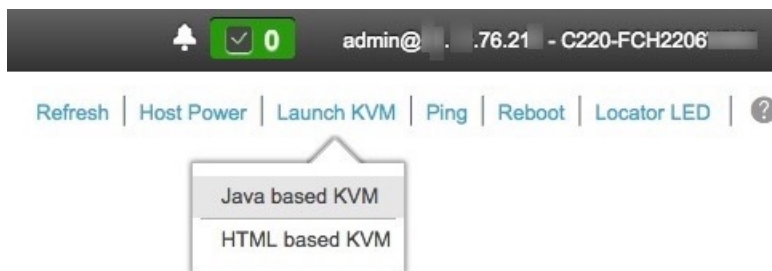 0 admin@ . .76.21 - C220-FCH2206
Refresh | Host Power | Launch KVM | Ping | Reboot | Locator LED | ?
Java based KVM
HTML based KVM